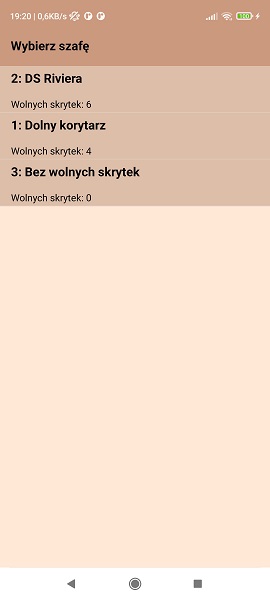 19:20 | 0,6KB/s
100
Wybierz szafę
2: DS Riviera
Wolnych skrytek: 6
1: Dolny korytarz
Wolnych skrytek: 4
3: Bez wolnych skrytek
Wolnych skrytek: 0